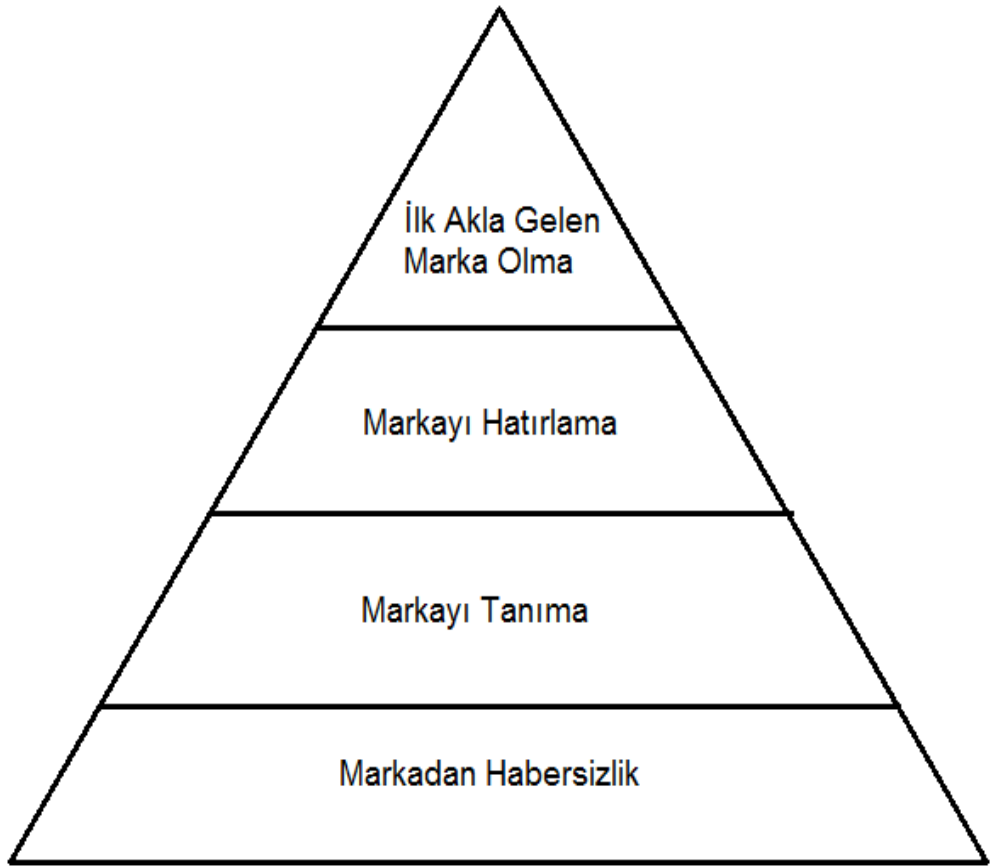 İlk Akla Gelen
Marka Olma
Markayı Hatırlama
Markayı Tanıma
Markadan Habersizlik